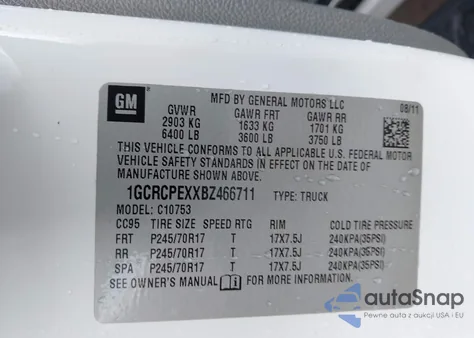 GM
MFD BY GENERAL MOTORS LLC
08/11
GVWR GAWR FRT GAWR RR
2903 KG 1633 KG 1701 KG
6400 LB 3600 LB 3750 LB
THIS VEHICLE CONFORMS TO ALL APPLICABLE U.S. FEDERAL MOTOR
VEHICLE SAFETY STANDARDS IN EFFECT ON THE DATE OF
MANUFACTURE SHOWN ABOVE.
1GCRCPEXXBZ466711 TYPE: TRUCK
MODEL: C10753
CC95 TIRE SIZE SPEED RTG RIM COLD TIRE PRESSURE
FRT P245/70R17 T 17X7.5J 240KPA(35PSI)
RR P245/70R17 T 17X7.5J 240KPA(35PSI)
SPA P245/70R17 T 17X7.5J 240KPA(35PSI)
SEE OWNER'S MANUAL FOR MORE INFORMATION.
autaSnap
Pewne auta z USA i EU